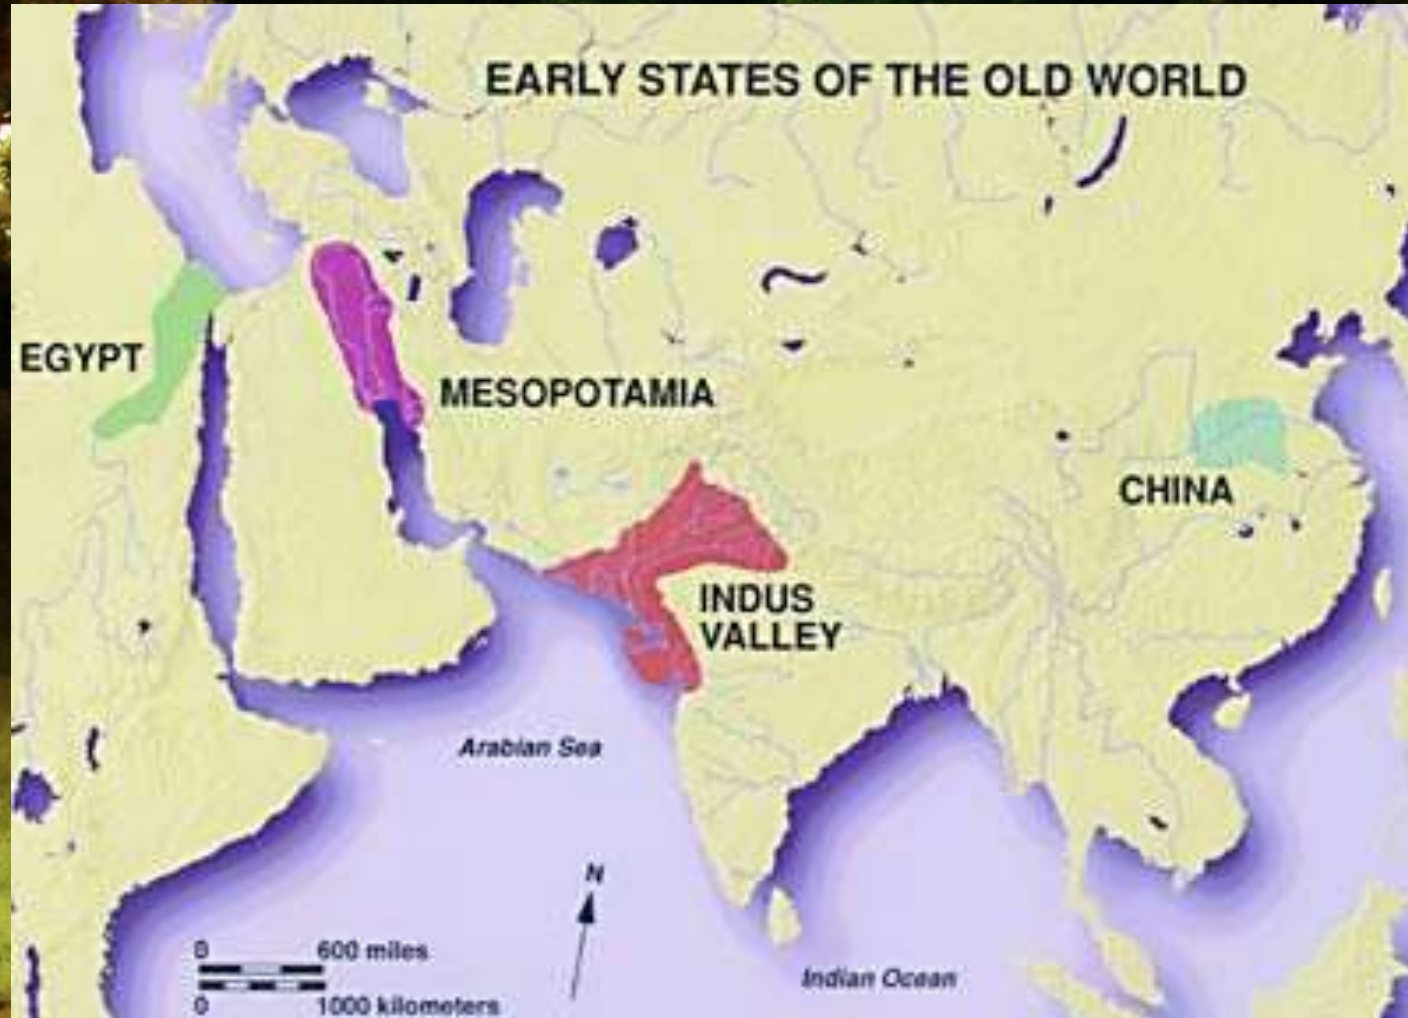 EARLY STATES OF THE OLD WORLD
EGYPT
MESOPOTAMIA
CHINA
INDUS
VALLEY
Arabian Sea
N
0 600 miles
0 1000 kilometers
Indian Ocean